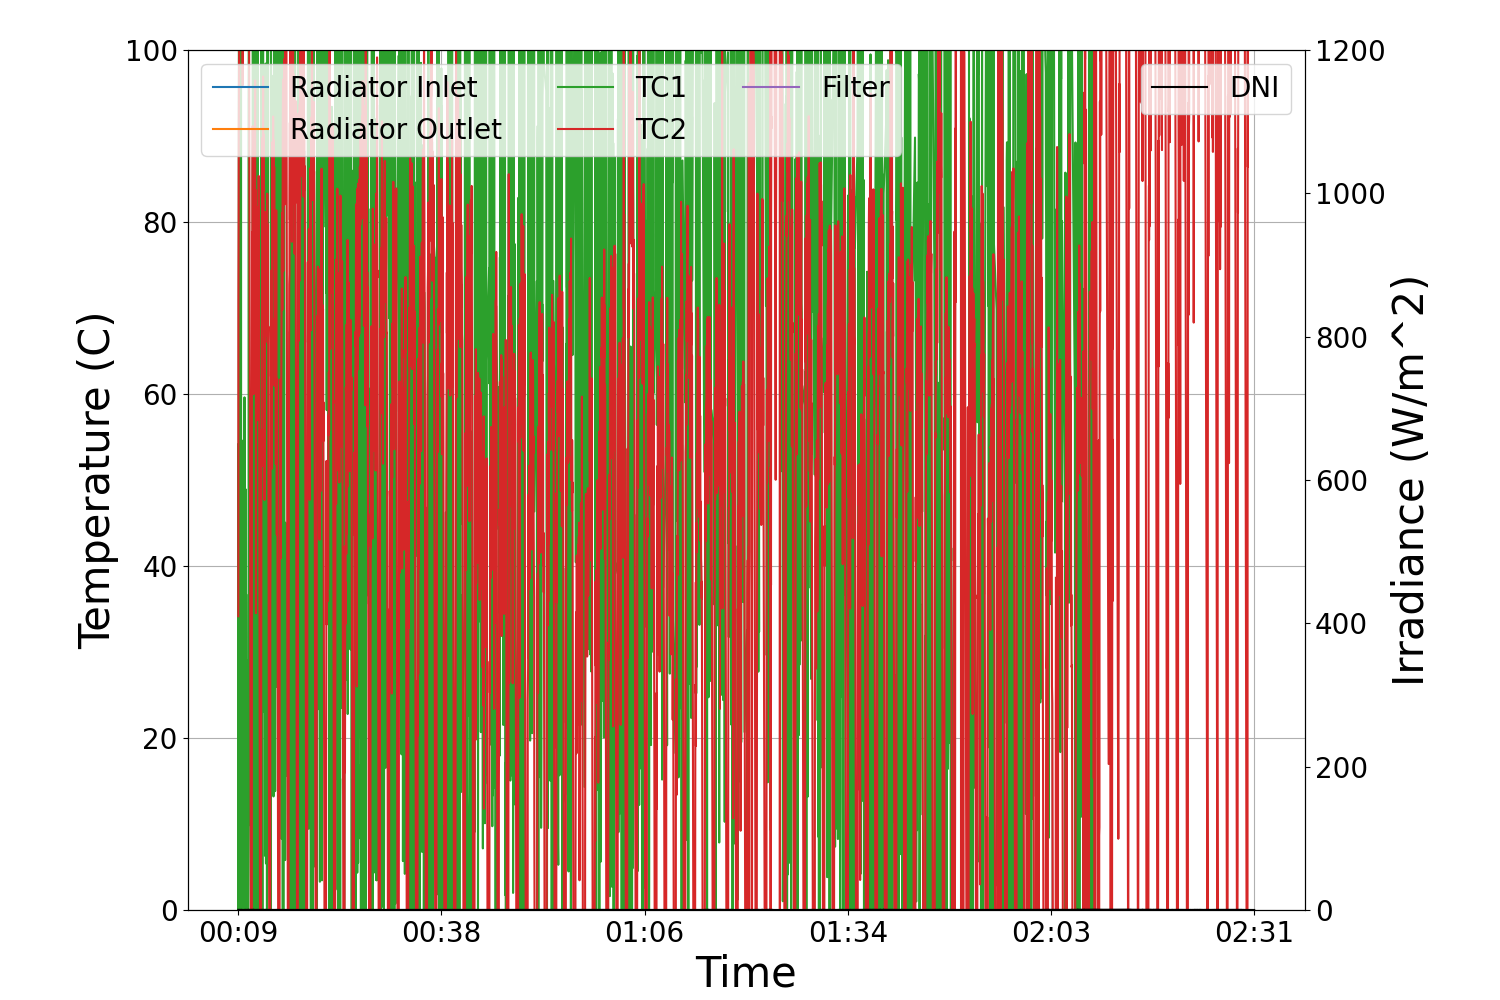 100
80
60
40
20
0
Temperature (C)
Radiator Inlet
Radiator Outlet
TC1
TC2
Filter
DNI
1200
1000
800
600
400
200
0
Irradiance (W/m^2)
00:09
00:38
01:06
01:34
02:03
02:31
Time